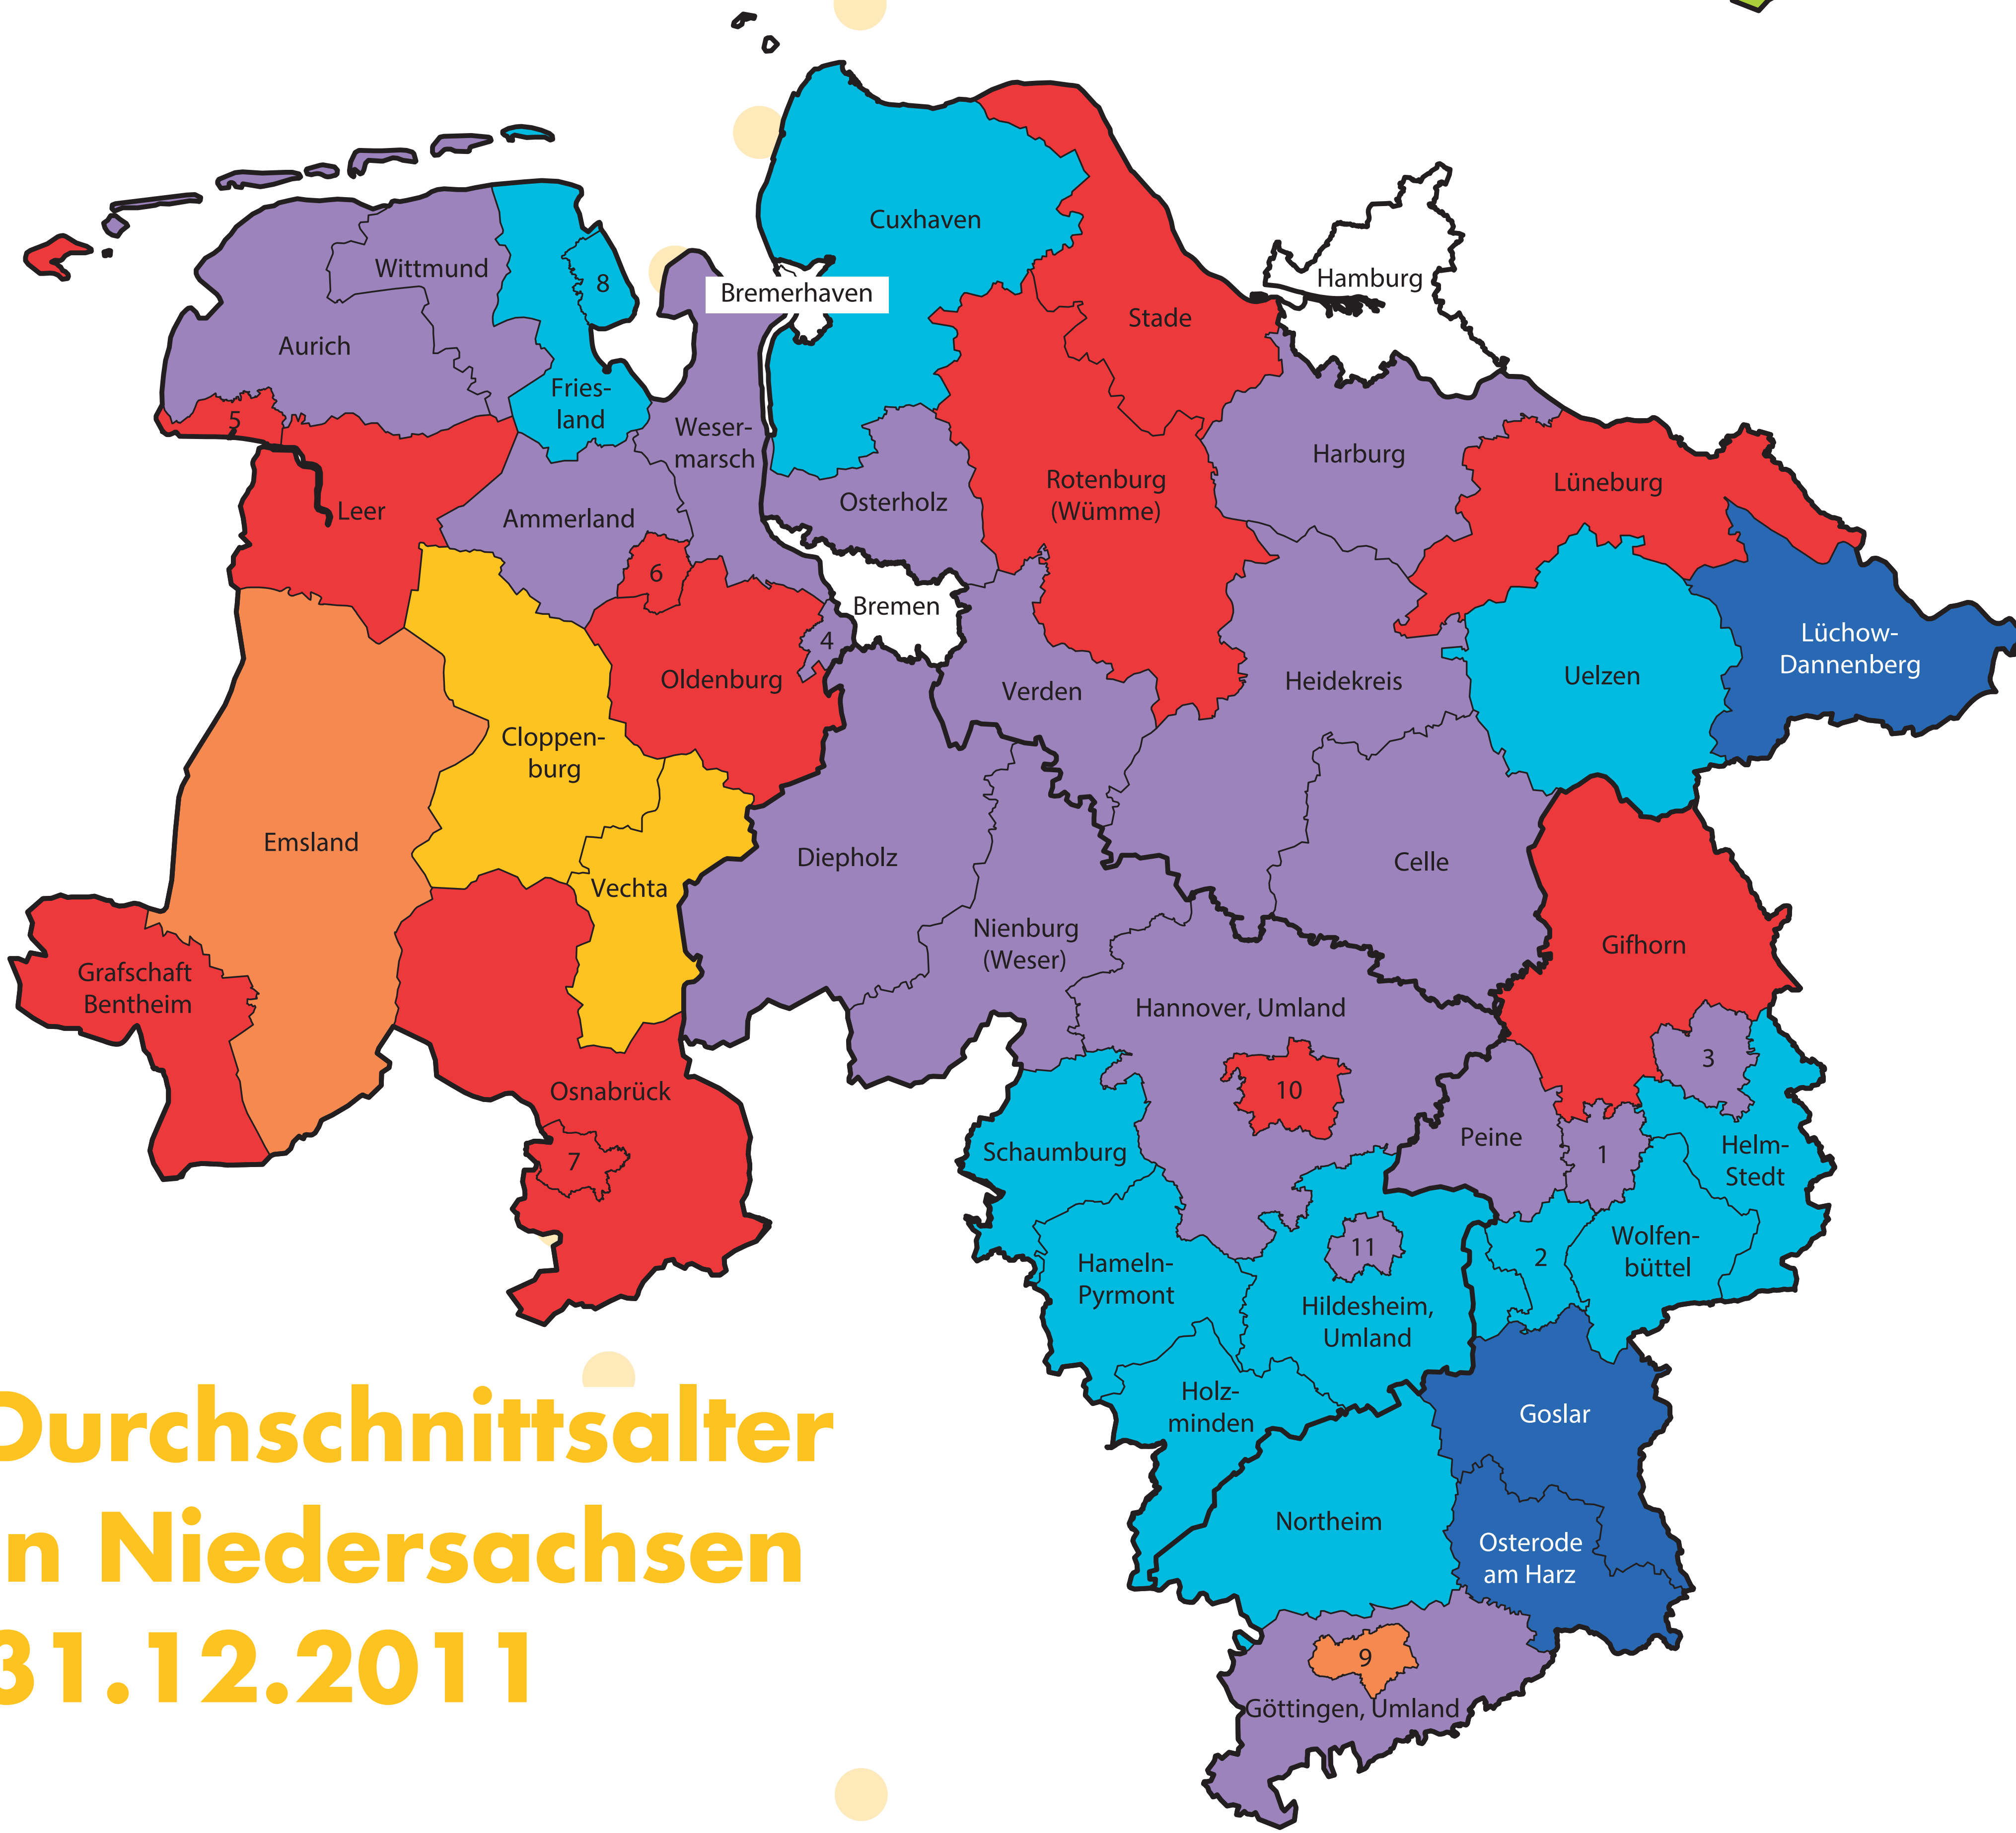 Cuxhaven
Wittmund
8
Hamburg
Bremerhaven
Stade
Aurich
Fries-
land
5
Weser-
marsch
Harburg
Rotenburg
(Wümme)
Lüneburg
Osterholz
Leer
Ammerland
6
Bremen
4
Lüchow-
Dannenberg
Oldenburg
Verden
Heidekreis
Uelzen
Cloppen-
burg
Emsland
Diepholz
Celle
Vechta
Nienburg
(Weser)
Gifhorn
Grafschaft
Bentheim
Hannover, Umland
3
Osnabrück
10
Peine
Schaumburg
1
Helm-
Stedt
7
Wolfen-
büttel
11
2
Hameln-
Pyrmont
Hildesheim,
Umland
Holz-
minden
Goslar
Durchschnittsalter
Northeim
Osterode
am Harz
n Niedersachsen
9
31.12.2011
Göttingen, Umland